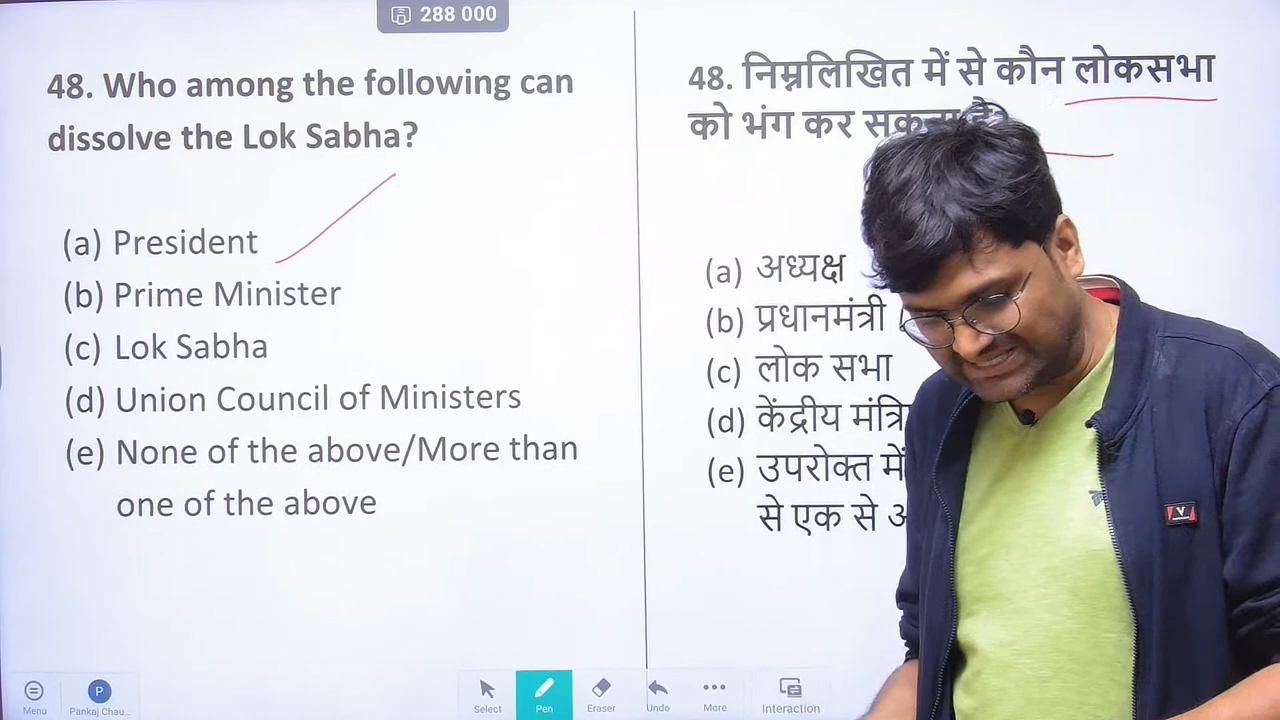 288 000
48. Who among the following can
dissolve the Lok Sabha?
(a) President
(b) Prime Minister
(c) Lok Sabha
(d) Union Council of Ministers
(e) None of the above/More than
one of the above
48. निम्नलिखित में से कौन लोकसभा
को भंग कर
(a) अध्यक्ष
(b) प्रधानमंत्री
(c) लोक सभा
(d) केंद्रीय
(e) उपरोक्त में
से एक से
V
Menu
P
Pankaj Chau...
Select
Pen
Eraser
Undo
More
Interaction